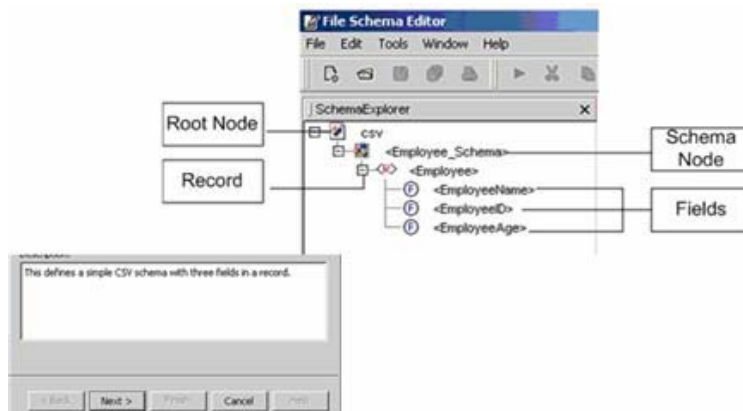 File Schema Editor
File Edit Tools Window Help
SchemaExplorer
Root Node
csv
<Employee_Schema>
Schema Node
Record
<Employee>
<EmployeeName>
<EmployeeID>
Fields
<EmployeeAge>
This defines a simple CSV schema with three fields in a record.
< Back
Next >
Finish
Cancel
Help